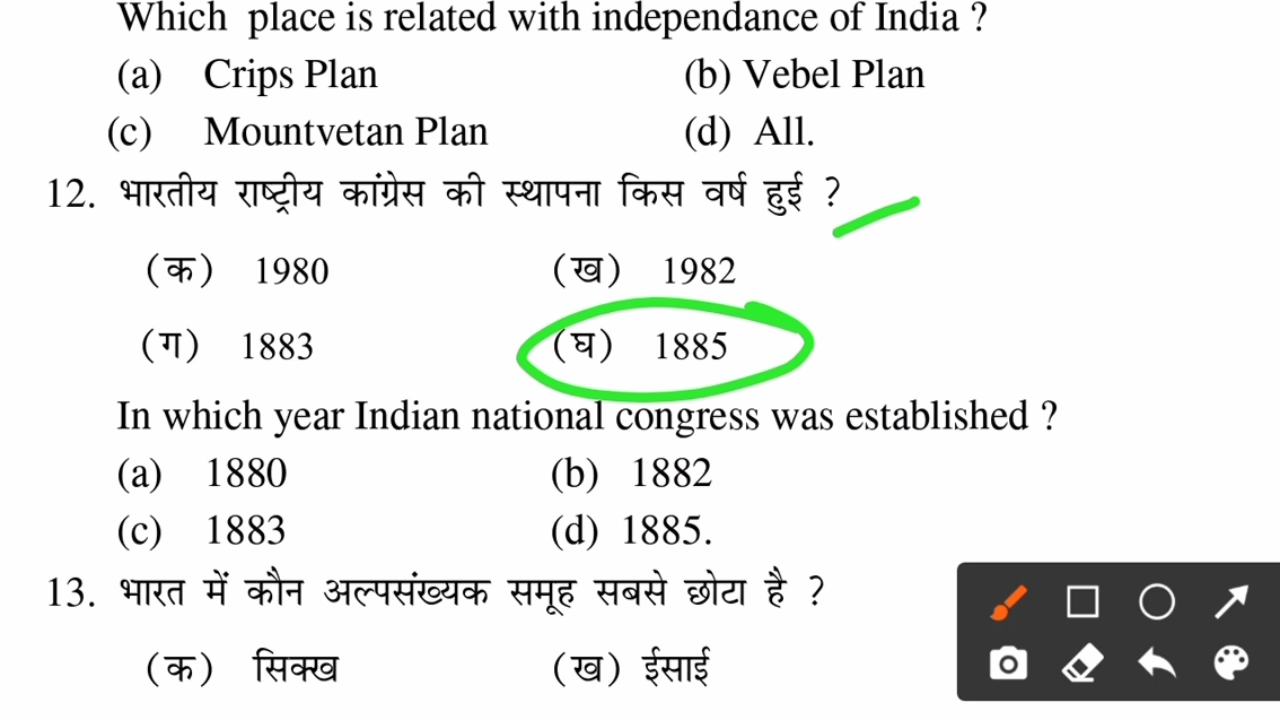 Which place is related with independance of India ?
(a) Crips Plan (b) Vebel Plan
(c) Mountvetan Plan (d) All.
12. भारतीय राष्ट्रीय कांग्रेस की स्थापना किस वर्ष हुई ?
(क) 1980 (ख) 1982
(ग) 1883 (घ) 1885
In which year Indian national congress was established ?
(a) 1880 (b) 1882
(c) 1883 (d) 1885.
13. भारत में कौन अल्पसंख्यक समूह सबसे छोटा है ?
(क) सिक्ख (ख) ईसाई